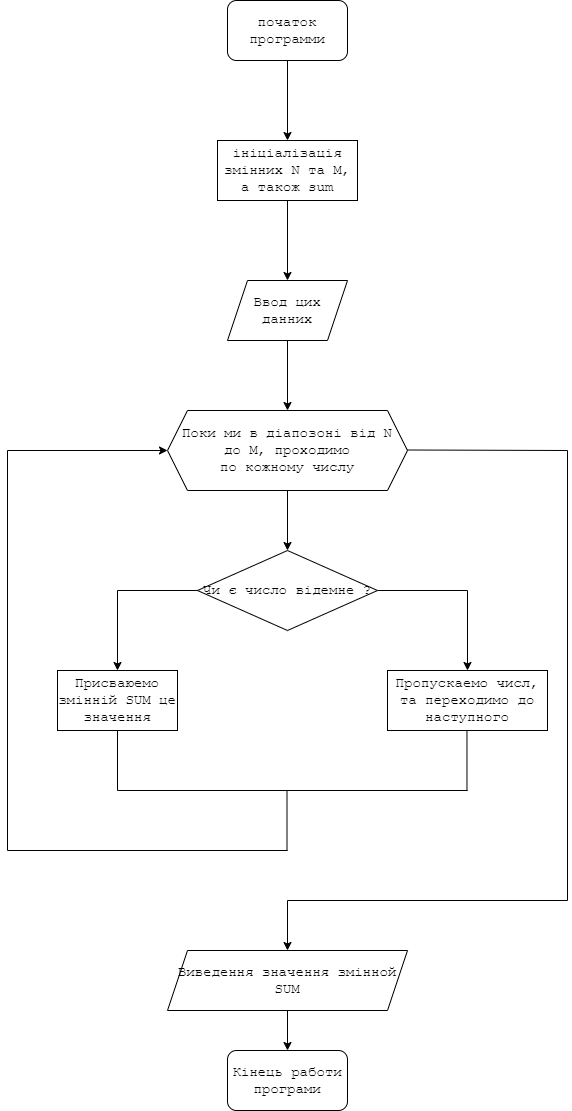 початок
программи
ініціалізація
змінних N та M,
а також sum
Ввод цих
данних
Поки ми в діапозоні від N
до M, проходимо
по кожному числу
Чи є число відемне ?
Присваюемо
змінній SUM це
значення
Пропускаемо числ,
та переходимо до
наступного
Виведення значення змінной
SUM
Кінець работи
програми